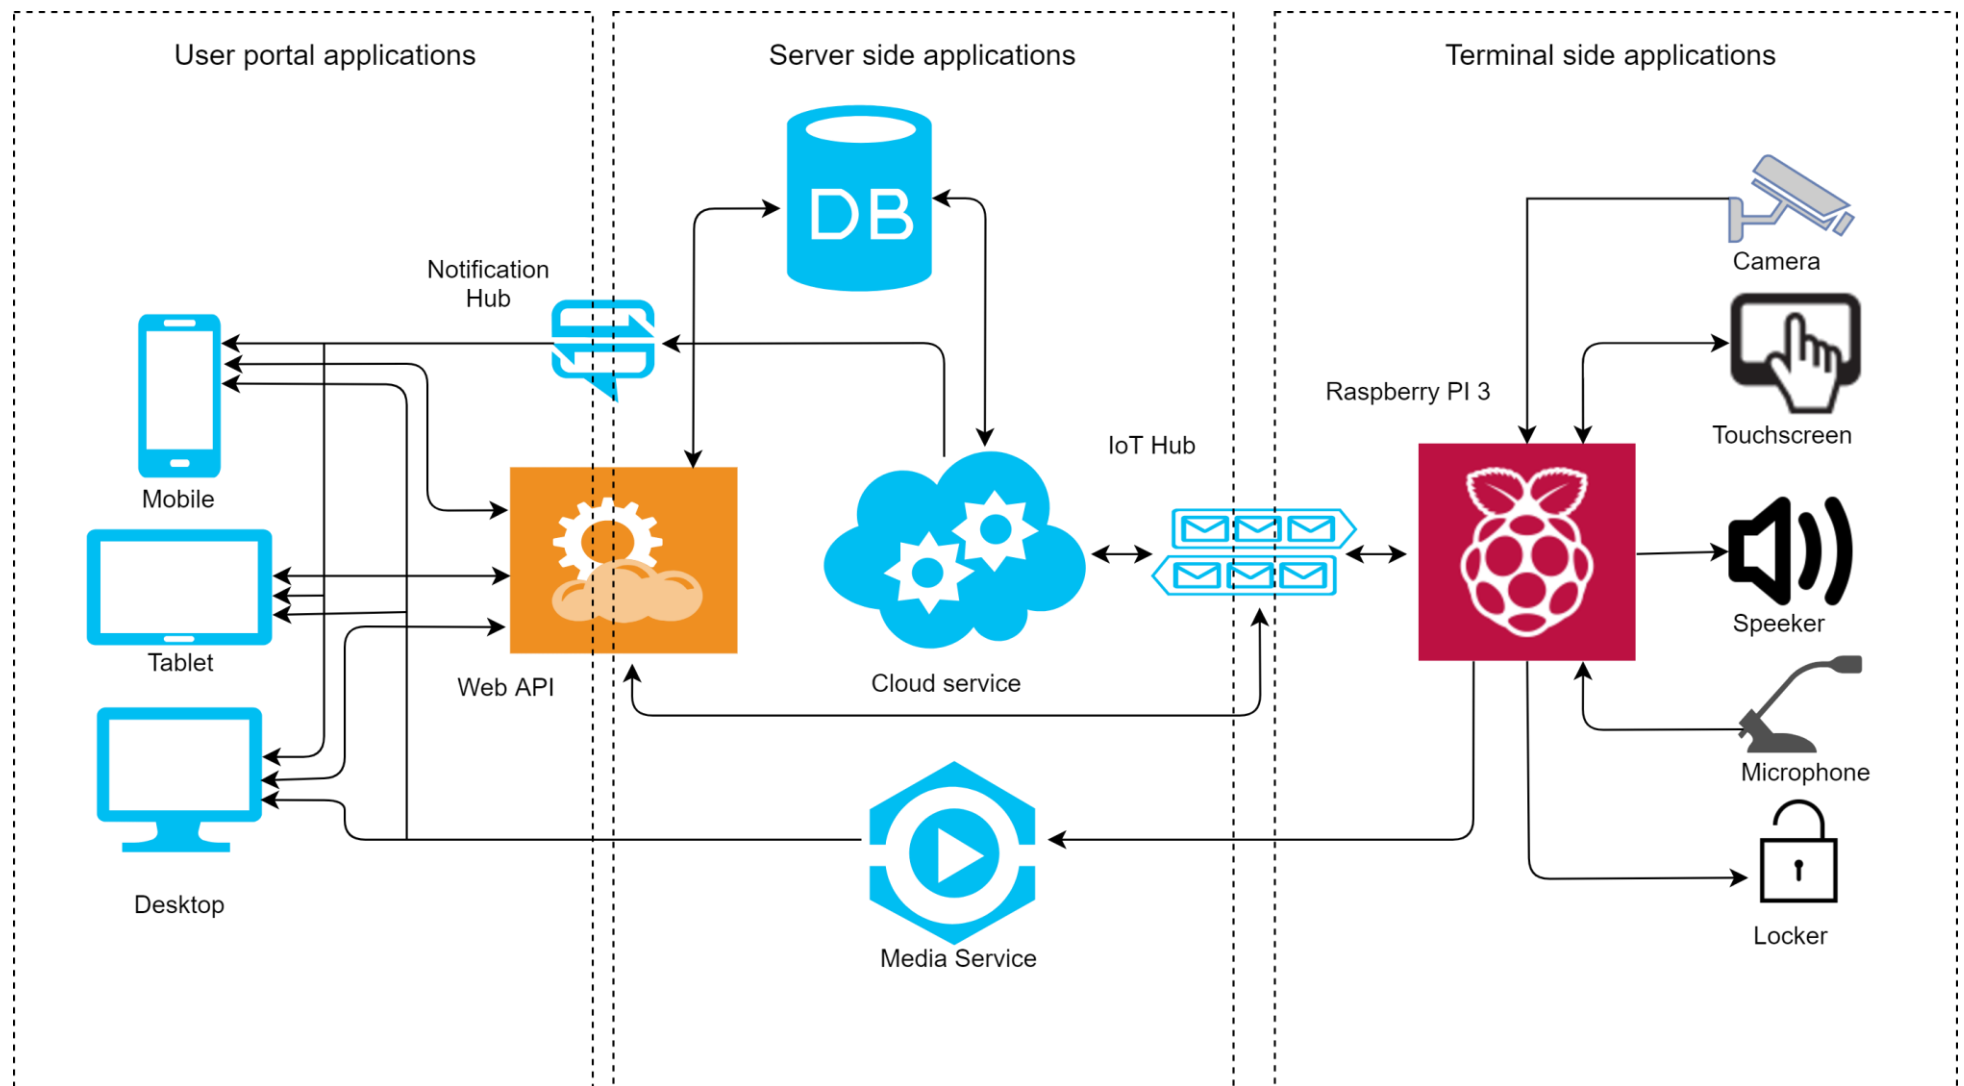 User portal applications
Server side applications
Terminal side applications
DB
Camera
Notification
Hub
Raspberry PI 3
Touchscreen
IoT Hub
Mobile
Speeker
Tablet
Web API
Cloud service
Microphone
Desktop
Locker
Media Service